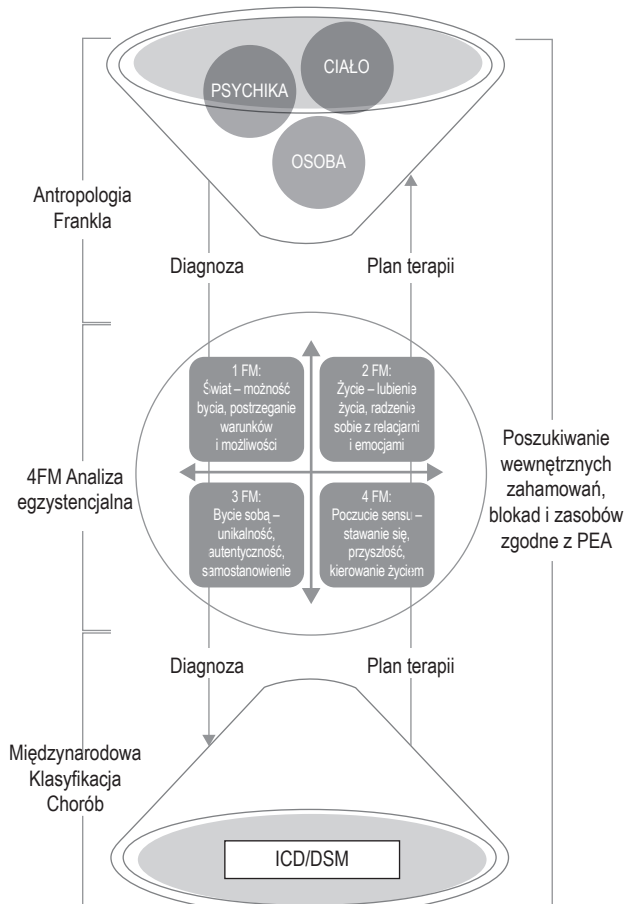 PSYCHIKA
CIAŁO
OSOBA
Antropologia
Frankla
Diagnoza
Plan terapii
1 FM:
Świat – możność
bycia, postrzeganie
warunków
i możliwości
2 FM:
Życie – lubienie
życia, radzenie
sobie z relacjami
i emocjami
4FM Analiza
egzystencjalna
3 FM:
Bycie sobą –
unikalność,
autentyczność,
samostanowienie
4 FM:
Poczucie sensu –
stawanie się,
przyszłość,
kierowanie życiem
Poszukiwanie
wewnętrznych
zahamowań,
blokad i zasobów
zgodne z PEA
Diagnoza
Plan terapii
Międzynarodowa
Klasyfikacja
Chorób
ICD/DSM